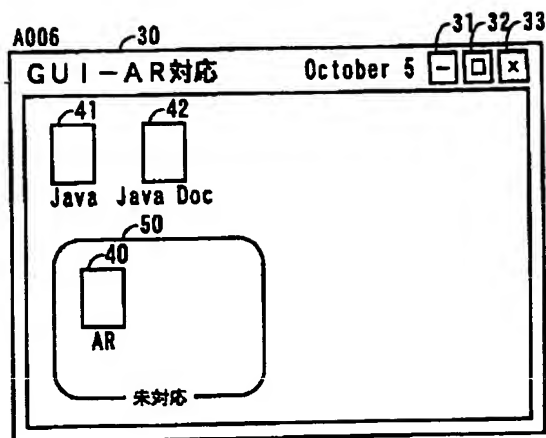 A006
30
31 32 33
GUI－AR対応 October 5 － □ ×
41 42
Java Java Doc
50
40
AR
未対応